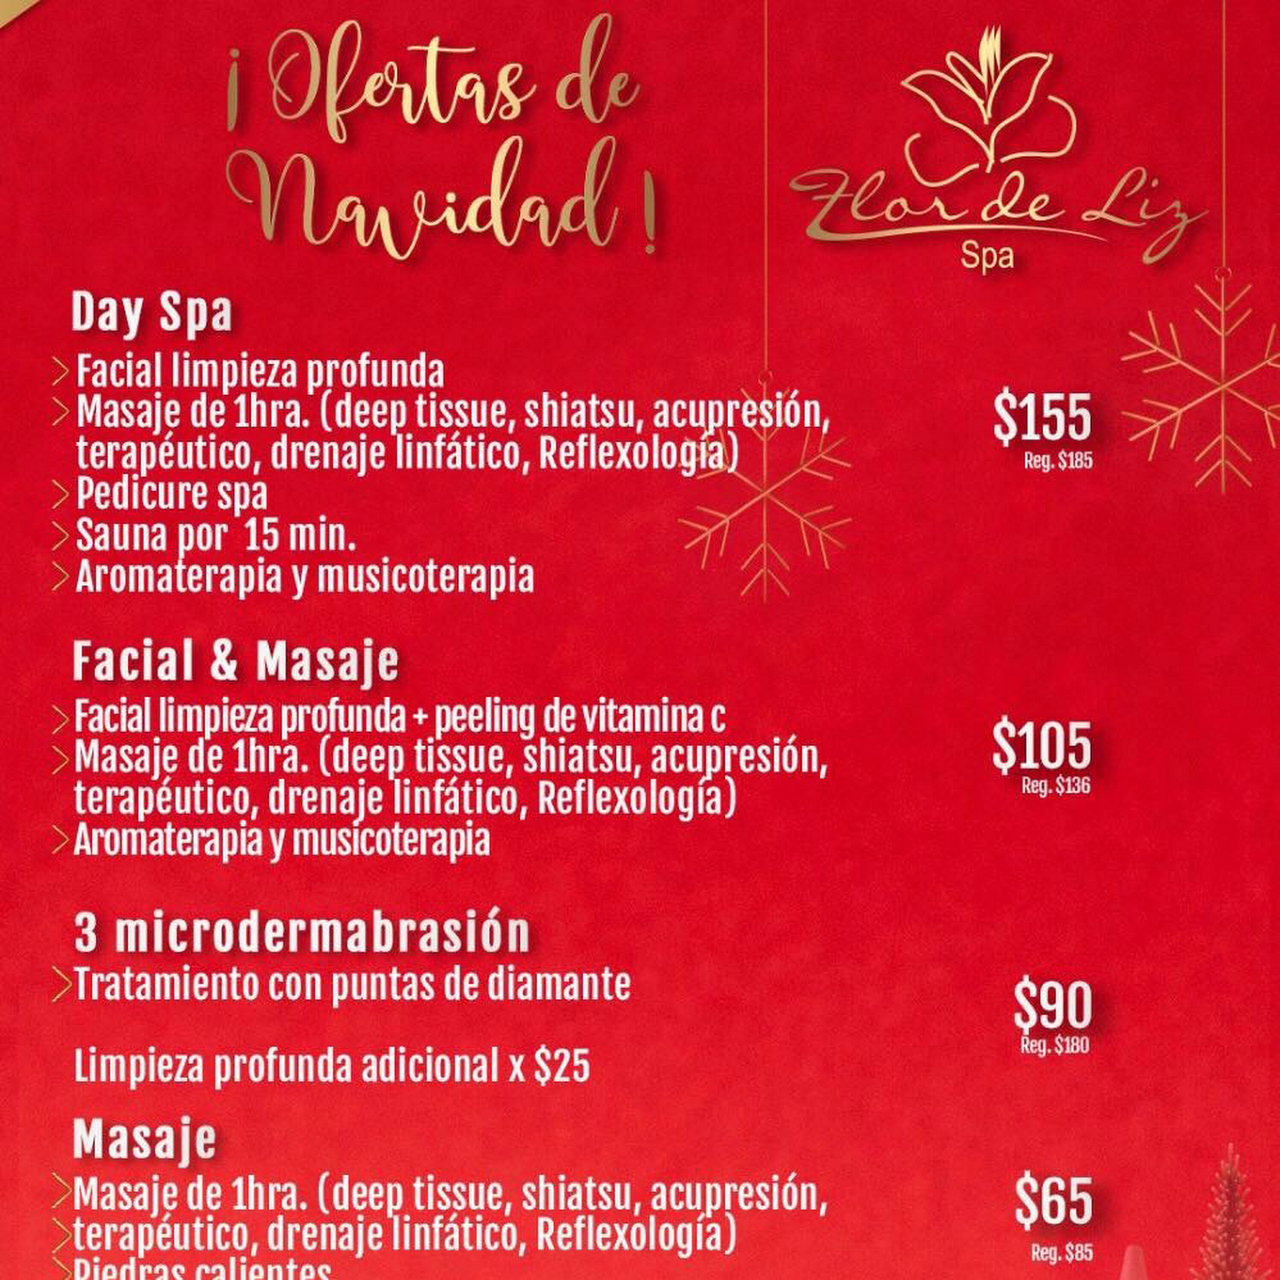 ¡Ofertas de
Navidad!
Flor de Liz
Spa
Day Spa
Facial limpieza profunda
Masaje de 1hra. (deep tissue, shiatsu, acupresión,
terapéutico, drenaje linfático, Reflexología)
Pedicure spa
Sauna por 15 min.
Aromaterapia y musicoterapia
$155
Reg. $185
Facial & Masaje
Facial limpieza profunda + peeling de vitamina c
Masaje de 1hra. (deep tissue, shiatsu, acupresión,
terapéutico, drenaje linfático, Reflexología)
Aromaterapia y musicoterapia
$105
Reg. $136
3 microdermabrasión
Tratamiento con puntas de diamante
$90
Reg. $180
Limpieza profunda adicional x $25
Masaje
Masaje de 1hra. (deep tissue, shiatsu, acupresión,
terapéutico, drenaje linfático, Reflexología)
Piedras calientes
$65
Reg. $85